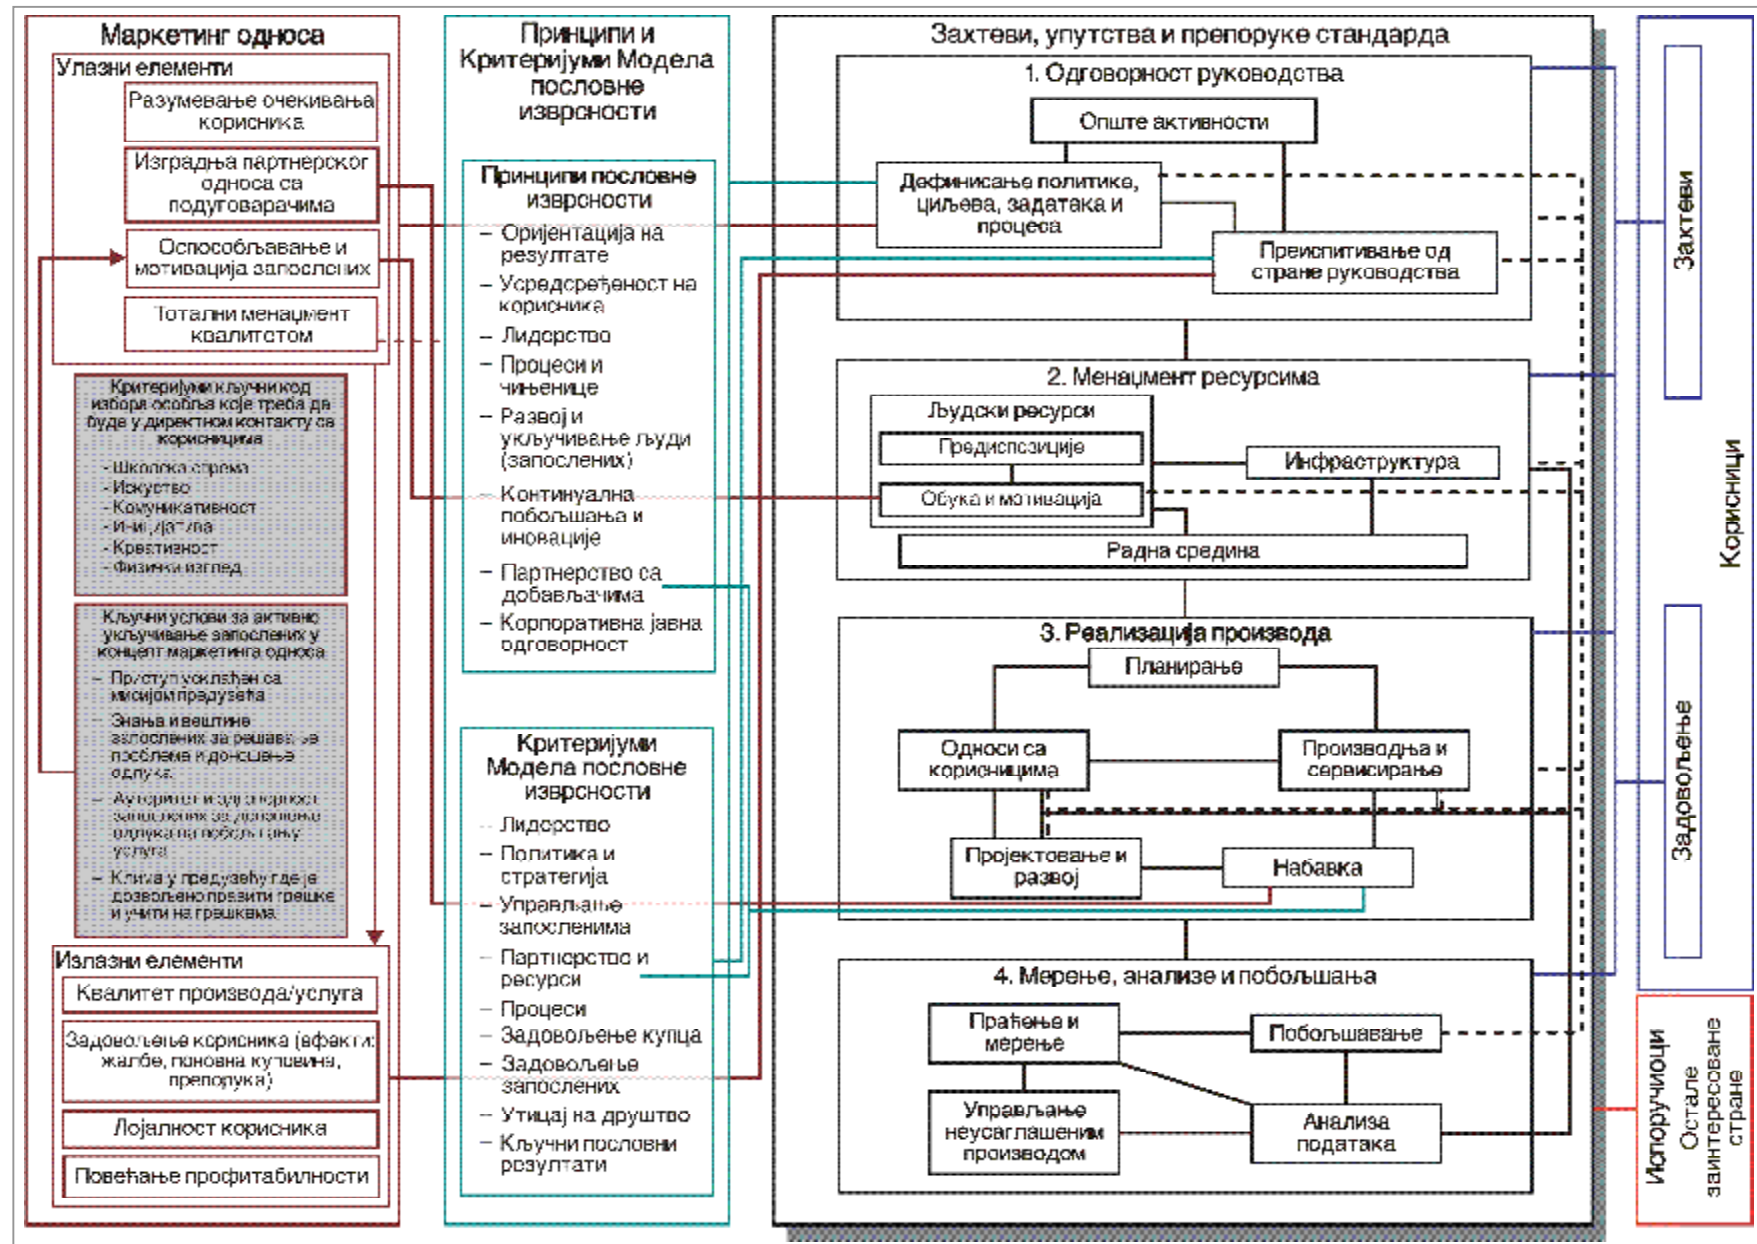 Маркетинг односа
Улазни елементи
Разумевање очекивања
корисника
Изградња партнерског
односа са
подуговарачима
Оспособљавање и
мотивација запослених
Тотални менаџмент
квалитетом
Критеријуми кључни код
избора особља које треба да
буде у директном контакту са
корисницима
- Школска спрема
- Искуство
- Комуникативност
- Иницијатива
- Креативност
- Физички изглед
Кључни услови за активно
укључивање запослених у
концепт маркетинга односа
– Приступ усклађен са
мисијом предузећа
– Знања и вештине
запослених за решавање
проблема и доношење
одлука
– Ауторитет и одговорност
запослених за доношење
одлука на побољшању
услуга
– Клима у предузећу где је
дозвољено правити грешке
и учити на грешкама
Излазни елементи
Квалитет производа/услуга
Задовољење корисника (ефекти:
жалбе, поновна куповина,
препорука)
Лојалност корисника
Повећање профитабилности
Принципи и
Критеријуми Модела
пословне
изврсности
Принципи пословне
изврсности
– Оријентација на
резултате
– Усредсређеност на
корисника
– Лидерство
– Процеси и
чињенице
– Развој и
укључивање људи
(запослених)
– Континуална
побољшања и
иновације
– Партнерство са
добављачима
– Корпоративна јавна
одговорност
Критеријуми
Модела пословне
изврсности
– Лидерство
– Политика и
стратегија
– Управљање
запосленима
– Партнерство и
ресурси
– Процеси
– Задовољење купца
– Задовољење
запослених
– Утицај на друштво
– Кључни пословни
резултати
Захтеви, упутства и препоруке стандарда
1. Одговорност руководства
Опште активности
Дефинисање политике,
циљева, задатака и
процеса
Преиспитивање од
стране руководства
2. Менаџмент ресурсима
Људски ресурси
Предиспозиције
Обука и мотивација
Инфраструктура
Радна средина
3. Реализација производа
Планирање
Односи са
корисницима
Производња и
сервисирање
Пројектовање и
развој
Набавка
4. Мерење, анализе и побољшања
Праћење и
мерење
Побољшавање
Управљање
неусаглашеним
производом
Анализа
података
Захтеви
Задовољење
Корисници
Испоручиоци
Остале
заинтересоване
стране